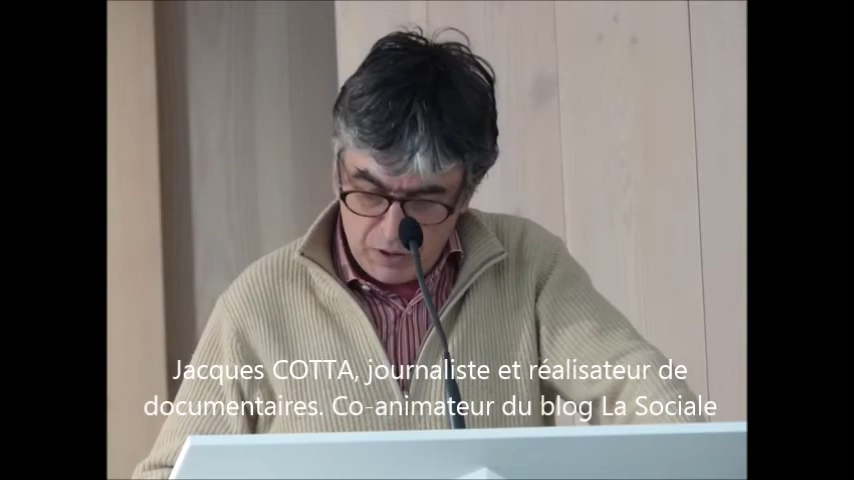 Jacques COTTA, journaliste et réalisateur de
documentaires. Co-animateur du blog La Sociale